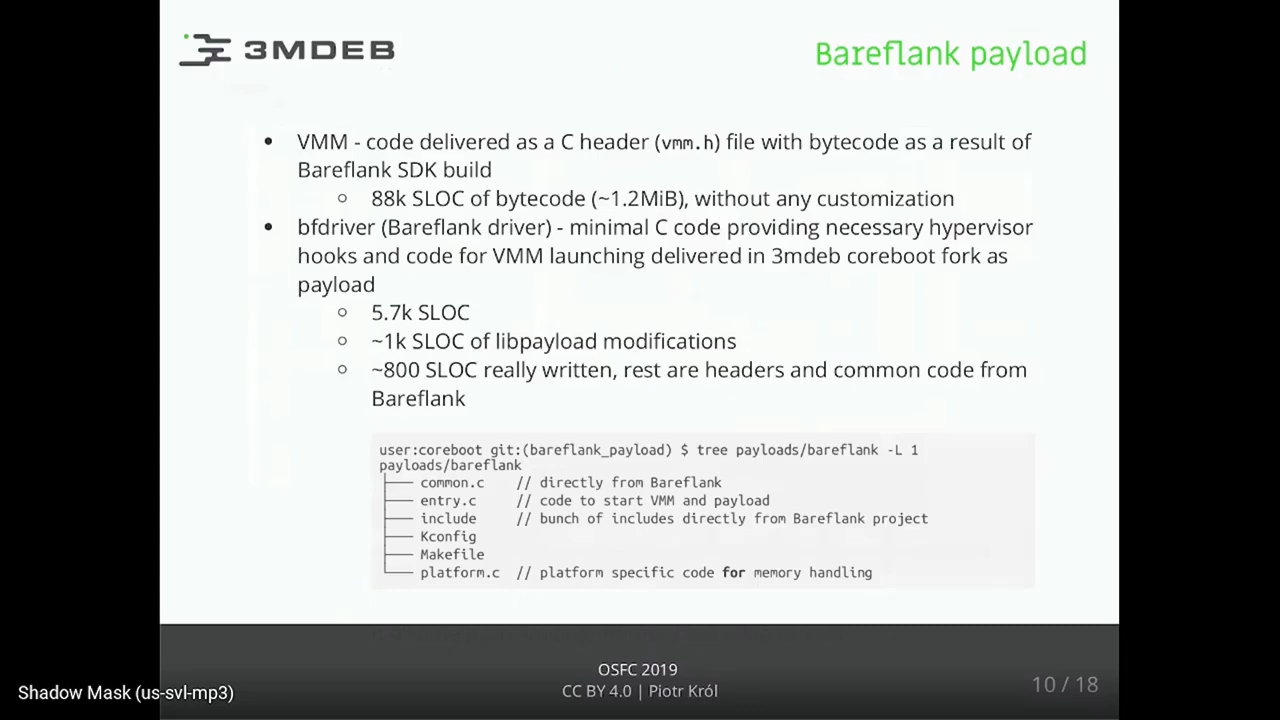 3MDEB
Bareflank payload
• VMM - code delivered as a C header (vmm.h) file with bytecode as a result of
Bareflank SDK build
○ 88k SLOC of bytecode (~1.2MiB), without any customization
• bfdriver (Bareflank driver) - minimal C code providing necessary hypervisor
hooks and code for VMM launching delivered in 3mdeb coreboot fork as
payload
○ 5.7k SLOC
○ ~1k SLOC of libpayload modifications
○ ~800 SLOC really written, rest are headers and common code from
Bareflank
user:coreboot git:(bareflank_payload) $ tree payloads/bareflank -L 1
payloads/bareflank
├── common.c // directly from Bareflank
├── entry.c // code to start VMM and payload
├── include // bunch of includes directly from Bareflank project
├── Kconfig
├── Makefile
└── platform.c // platform specific code for memory handling
OSFC 2019
CC BY 4.0 | Piotr Król
10 / 18
Shadow Mask (us-svl-mp3)